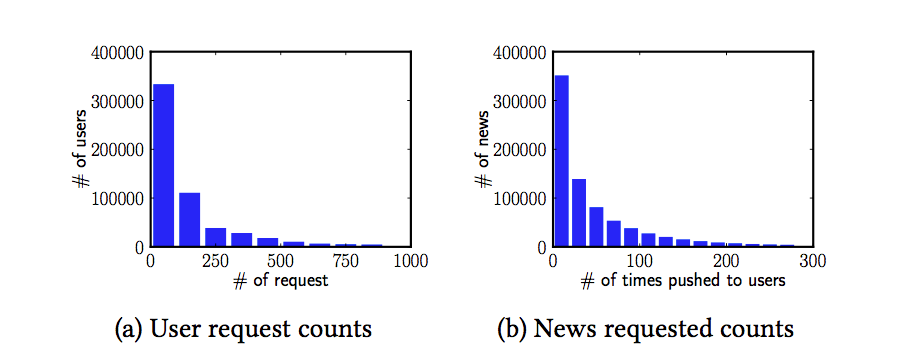 400000
300000
200000
100000
0
# of users
0 250 500 750 1000
# of request
(a) User request counts
400000
300000
200000
100000
0
# of news
0 100 200 300
# of times pushed to users
(b) News requested counts